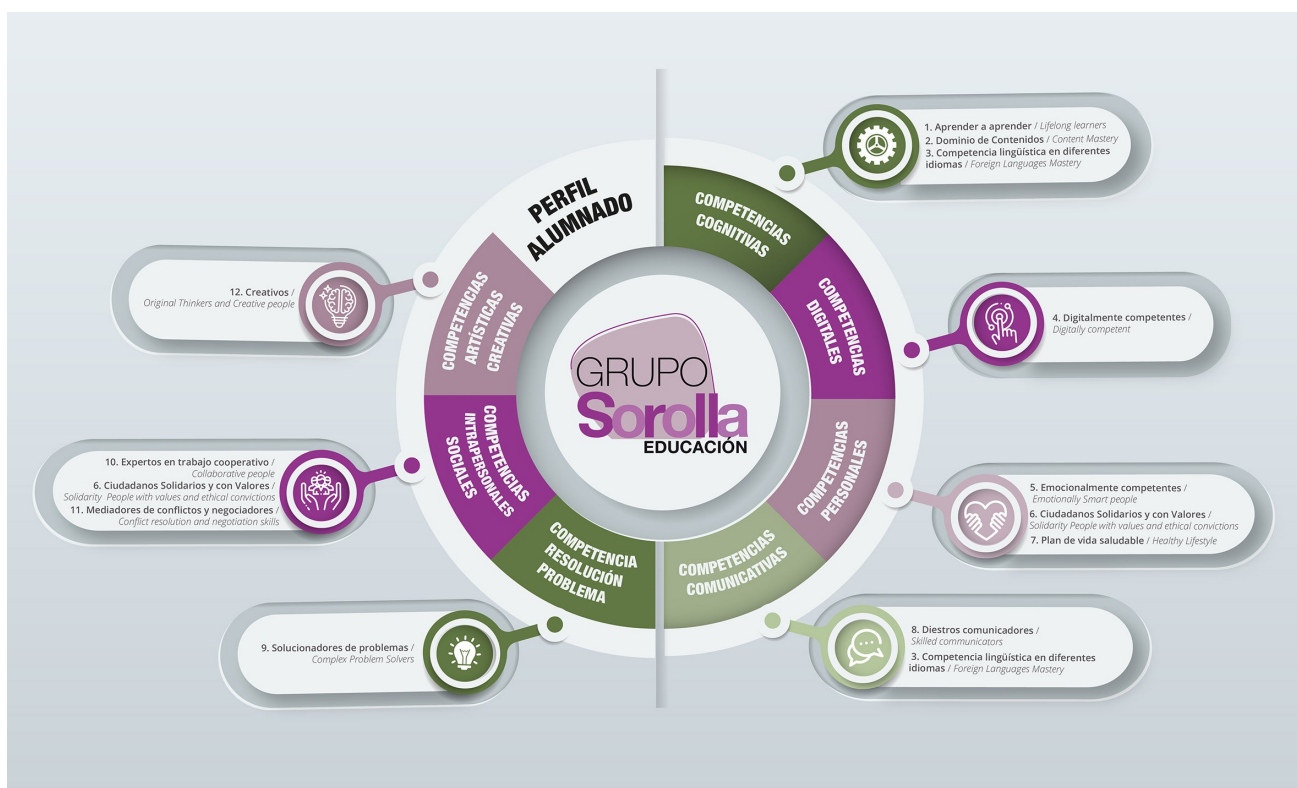 PERFIL
ALUMNADO
COMPETENCIAS
COGNITIVAS
1. Aprender a aprender / Lifelong learners
2. Dominio de Contenidos / Content Mastery
3. Competencia lingüística en diferentes
idiomas / Foreign Languages Mastery
COMPETENCIAS
DIGITALES
4. Digitalmente competentes /
Digitally competent
COMPETENCIAS
PERSONALES
5. Emocionalmente competentes /
Emotionally Smart people
6. Ciudadanos Solidarios y con Valores /
Solidarity People with values and ethical convictions
7. Plan de vida saludable / Healthy Lifestyle
COMPETENCIAS
COMUNICATIVAS
8. Diestros comunicadores /
Skilled communicators
3. Competencia lingüística en diferentes
idiomas / Foreign Languages Mastery
COMPETENCIA
RESOLUCIÓN
PROBLEMA
9. Solucionadores de problemas /
Complex Problem Solvers
COMPETENCIAS
INTRAPERSONALES
SOCIALES
10. Expertos en trabajo cooperativo /
Collaborative people
6. Ciudadanos Solidarios y con Valores /
Solidarity People with values and ethical convictions
11. Mediadores de conflictos y negociadores /
Conflict resolution and negotiation skills
COMPETENCIAS
ARTÍSTICAS
CREATIVAS
12. Creativos /
Original Thinkers and Creative people
GRUPO
Sorolla
EDUCACIÓN